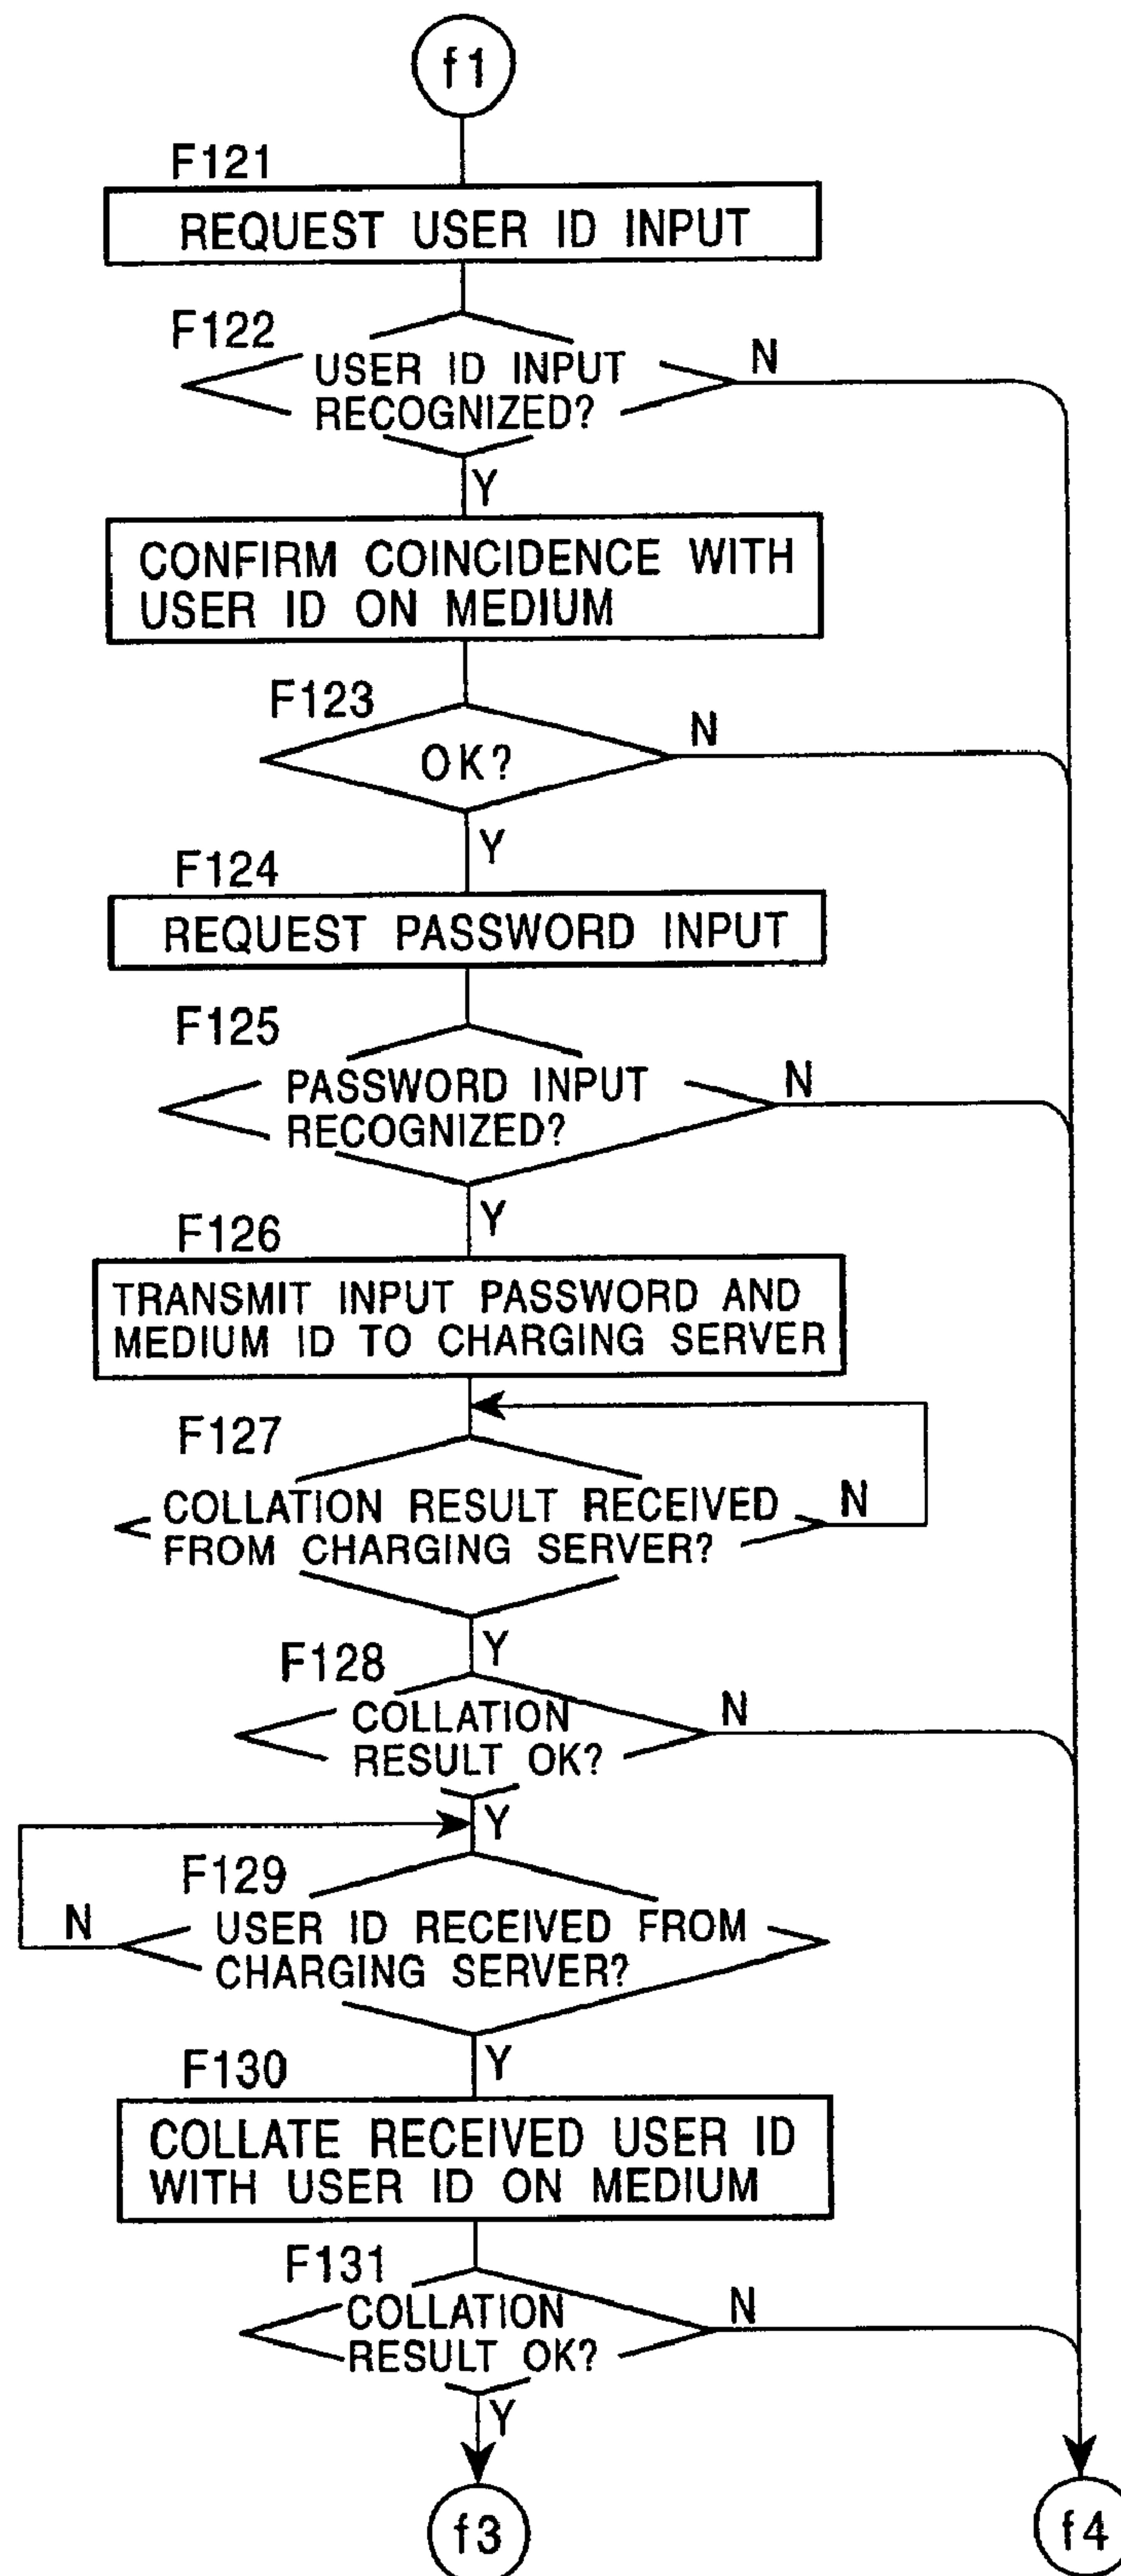 f1
F121
REQUEST USER ID INPUT
F122
USER ID INPUT
RECOGNIZED?
N
Y
CONFIRM COINCIDENCE WITH
USER ID ON MEDIUM
F123
OK?
N
Y
F124
REQUEST PASSWORD INPUT
F125
PASSWORD INPUT
RECOGNIZED?
N
Y
F126
TRANSMIT INPUT PASSWORD AND
MEDIUM ID TO CHARGING SERVER
F127
COLLATION RESULT RECEIVED
FROM CHARGING SERVER?
N
Y
F128
COLLATION
RESULT OK?
N
Y
F129
USER ID RECEIVED FROM
CHARGING SERVER?
N
Y
F130
COLLATE RECEIVED USER ID
WITH USER ID ON MEDIUM
F131
COLLATION
RESULT OK?
N
Y
f3
f4